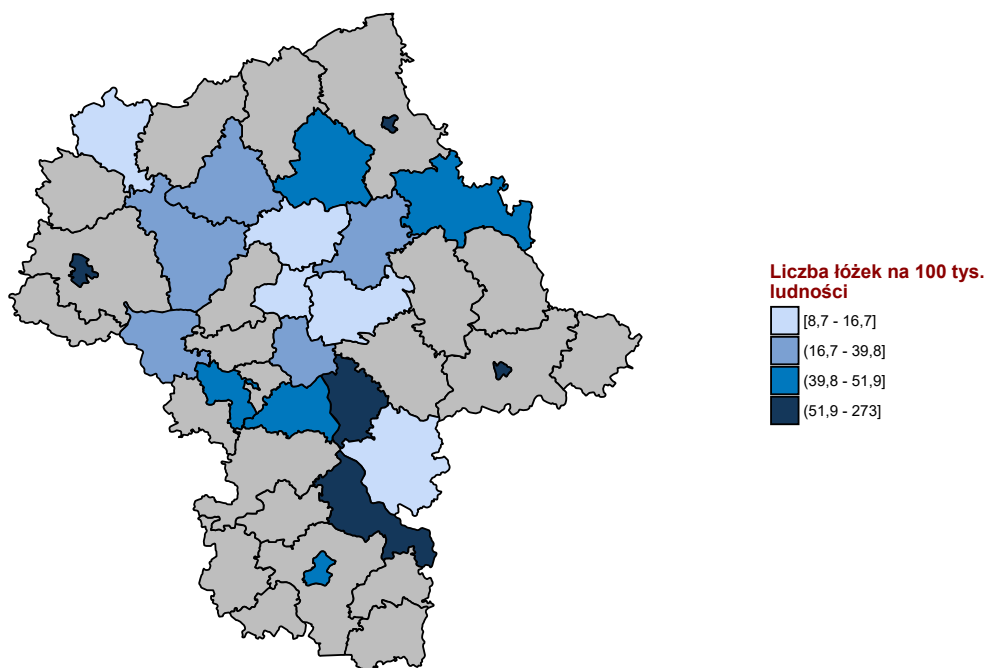 Liczba łóżek na 100 tys.
ludności
[8,7 - 16,7]
(16,7 - 39,8]
(39,8 - 51,9]
(51,9 - 273]